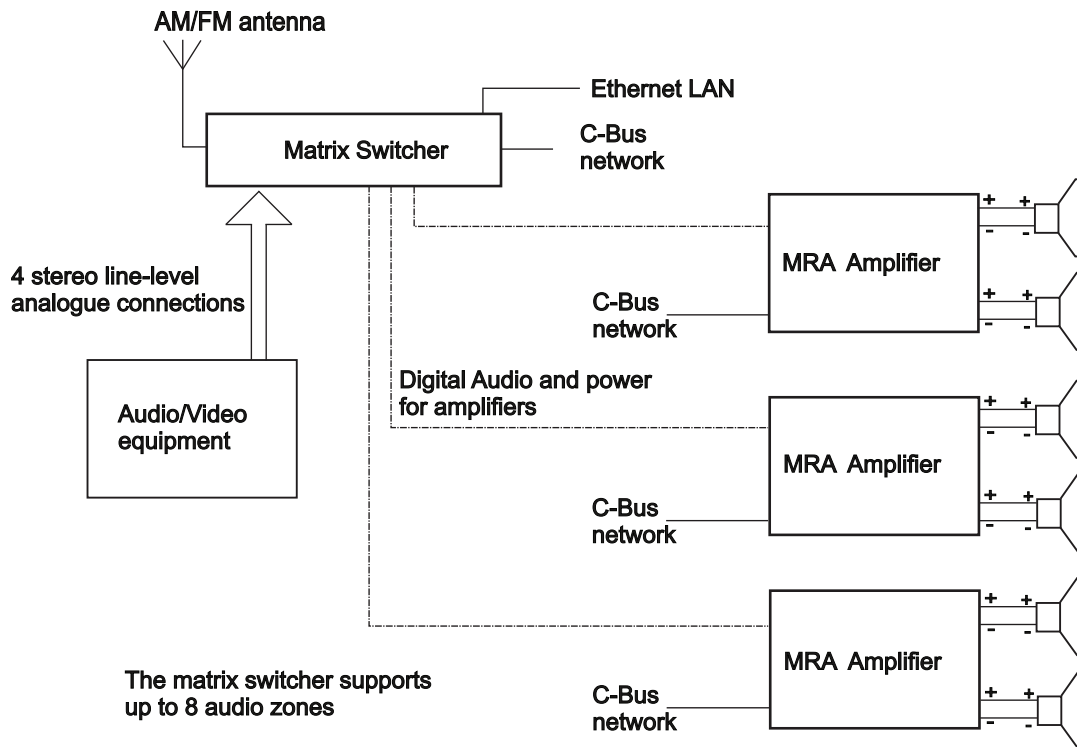 AM/FM antenna
Ethernet LAN
Matrix Switcher
C-Bus
network
+ +
- -
MRA Amplifier
4 stereo line-level
analogue connections
C-Bus
network
+ +
- -
Digital Audio and power
for amplifiers
Audio/Video
equipment
+ +
- -
MRA Amplifier
C-Bus
network
+ +
- -
+ +
- -
MRA Amplifier
The matrix switcher supports
up to 8 audio zones
C-Bus
network
+ +
- -